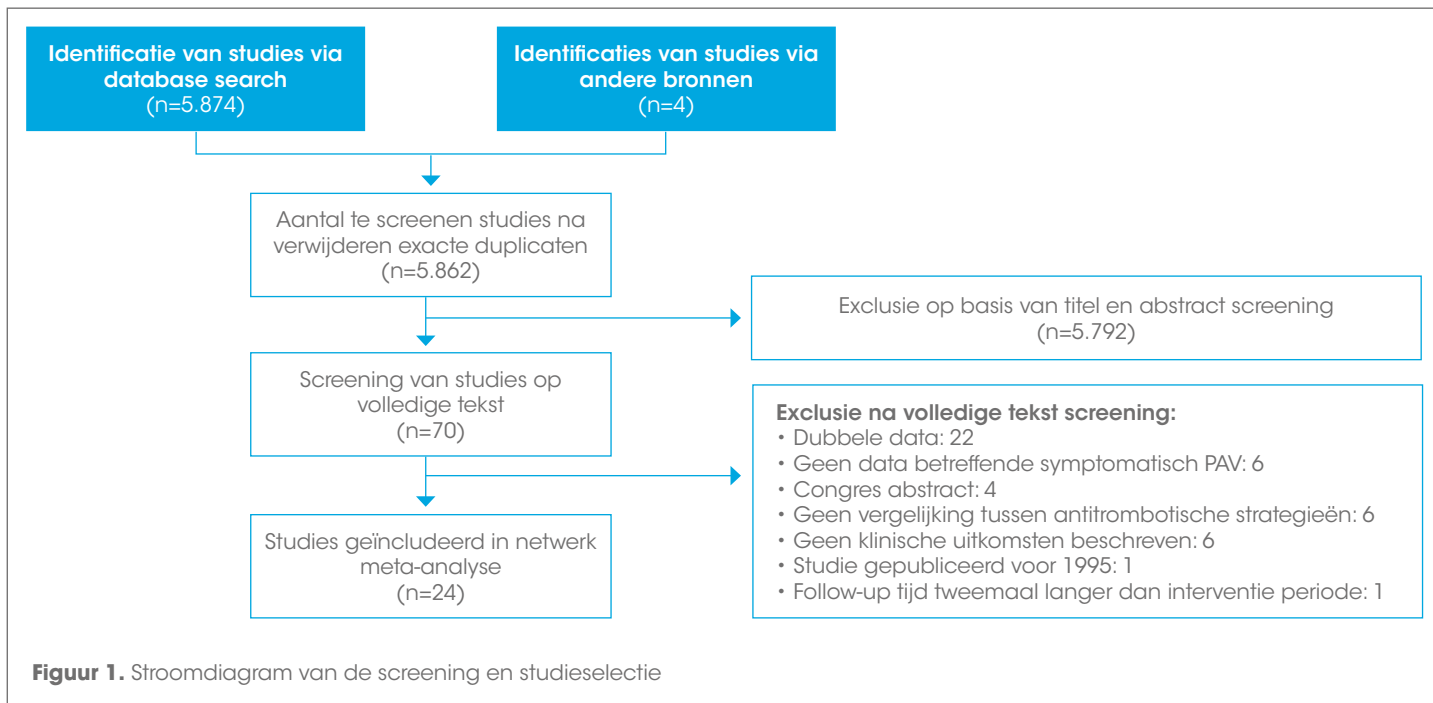 Identificatie van studies via
database search
(n=5.874)
Identificaties van studies via
andere bronnen
(n=4)
Aantal te screenen studies na
verwijderen exacte duplicaten
(n=5.862)
Exclusie op basis van titel en abstract screening
(n=5.792)
Screening van studies op
volledige tekst
(n=70)
Exclusie na volledige tekst screening:
• Dubbele data: 22
• Geen data betreffende symptomatisch PAV: 6
• Congres abstract: 4
• Geen vergelijking tussen antitrombotische strategieën: 6
• Geen klinische uitkomsten beschreven: 6
• Studie gepubliceerd voor 1995: 1
• Follow-up tijd tweemaal langer dan interventie periode: 1
Studies geïncludeerd in netwerk
meta-analyse
(n=24)
Figuur 1. Stroomdiagram van de screening en studieselectie